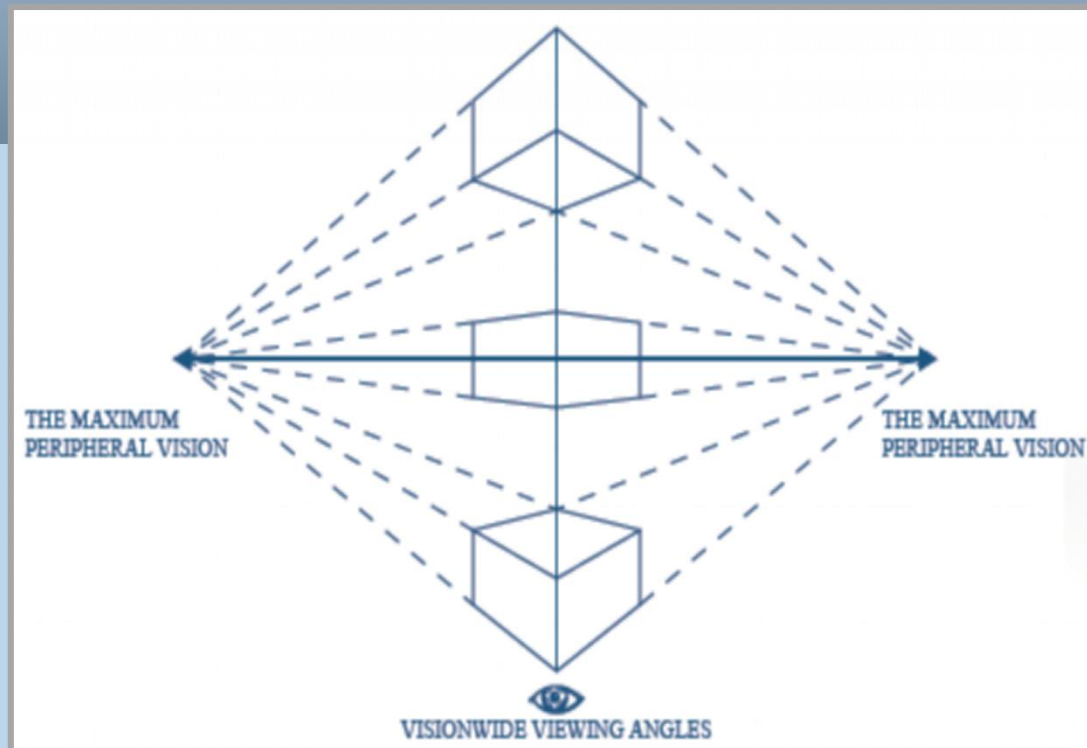 THE MAXIMUM
PERIPHERAL VISION
THE MAXIMUM
PERIPHERAL VISION
VISIONWIDE VIEWING ANGLES